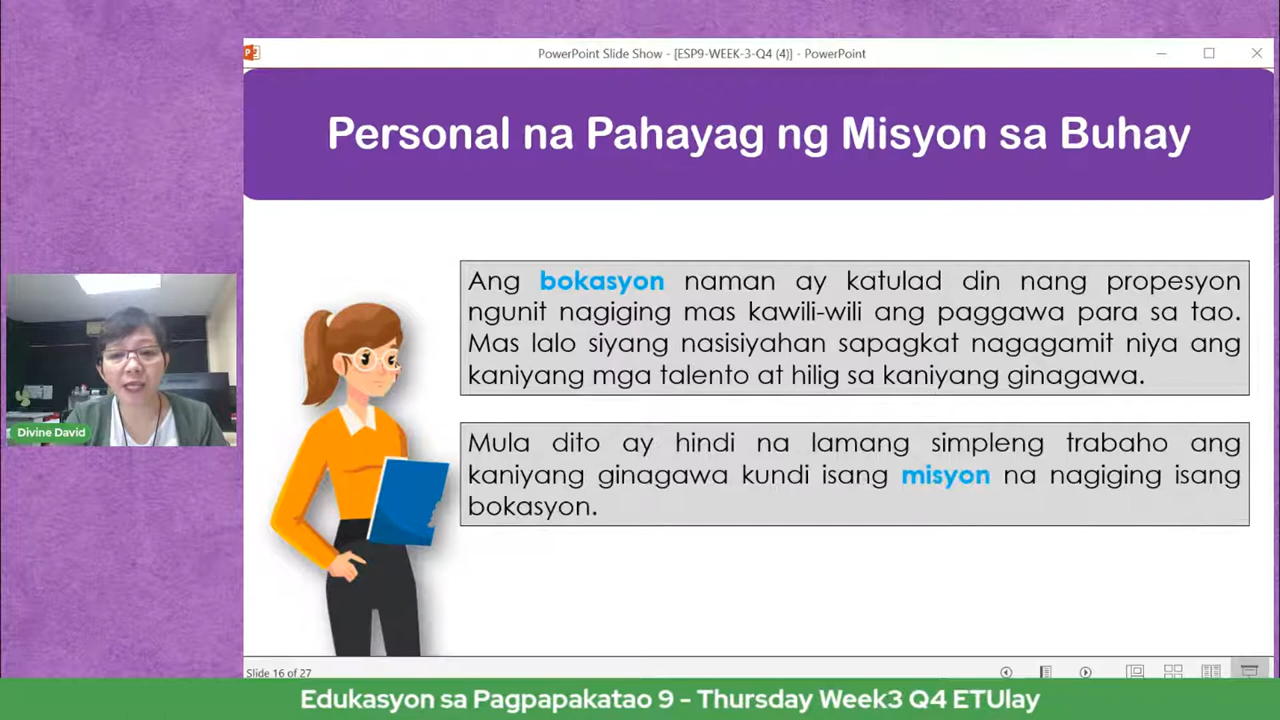 PowerPoint Slide Show - [ESP9-WEEK-3-Q4 (4)] - PowerPoint
Personal na Pahayag ng Misyon sa Buhay
Ang bokasyon naman ay katulad din nang propesyon
ngunit nagiging mas kawili-wili ang paggawa para sa tao.
Mas lalo siyang nasisiyahan sapagkat nagagamit niya ang
kaniyang mga talento at hilig sa kaniyang ginagawa.
Mula dito ay hindi na lamang simpleng trabaho ang
kaniyang ginagawa kundi isang misyon na nagiging isang
bokasyon.
Divine David
Slide 16 of 27
Edukasyon sa Pagpapakatao 9 - Thursday Week3 Q4 ETUlay